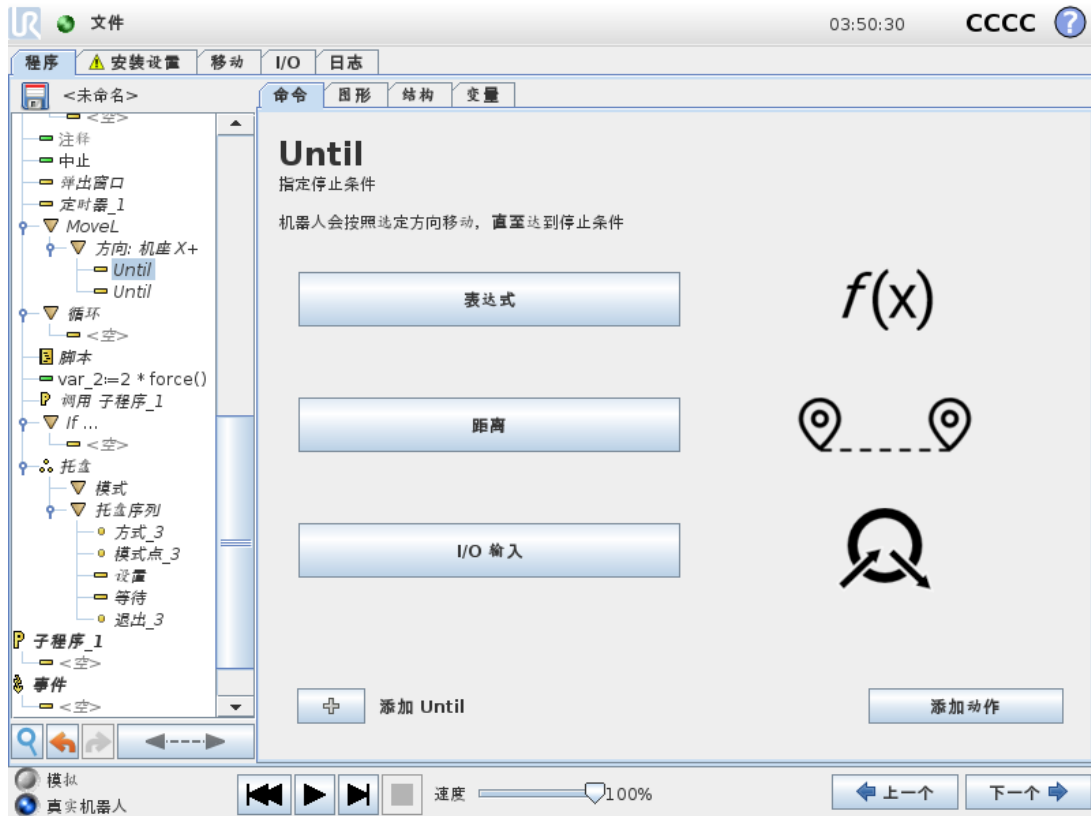 UR 文件 03:50:30 CCCC ?
程序 安装设置 移动 I/O 日志
<未命名> 命令 图形 结构 变量
<空>
注释
中止
弹出窗口
定时器_1
MoveL
方向: 机座 X+
Until
Until
循环
<空>
脚本
var_2:=2 * force()
调用 子程序_1
If ...
<空>
托盘
模式
托盘序列
方式_3
模式点_3
设置
等待
退出_3
子程序_1
<空>
事件
<空>
Until
指定停止条件
机器人会按照选定方向移动, 直至达到停止条件
表达式 f(x)
距离
I/O 输入
添加 Until 添加动作
模拟
真实机器人
速度 100% 上一个 下一个